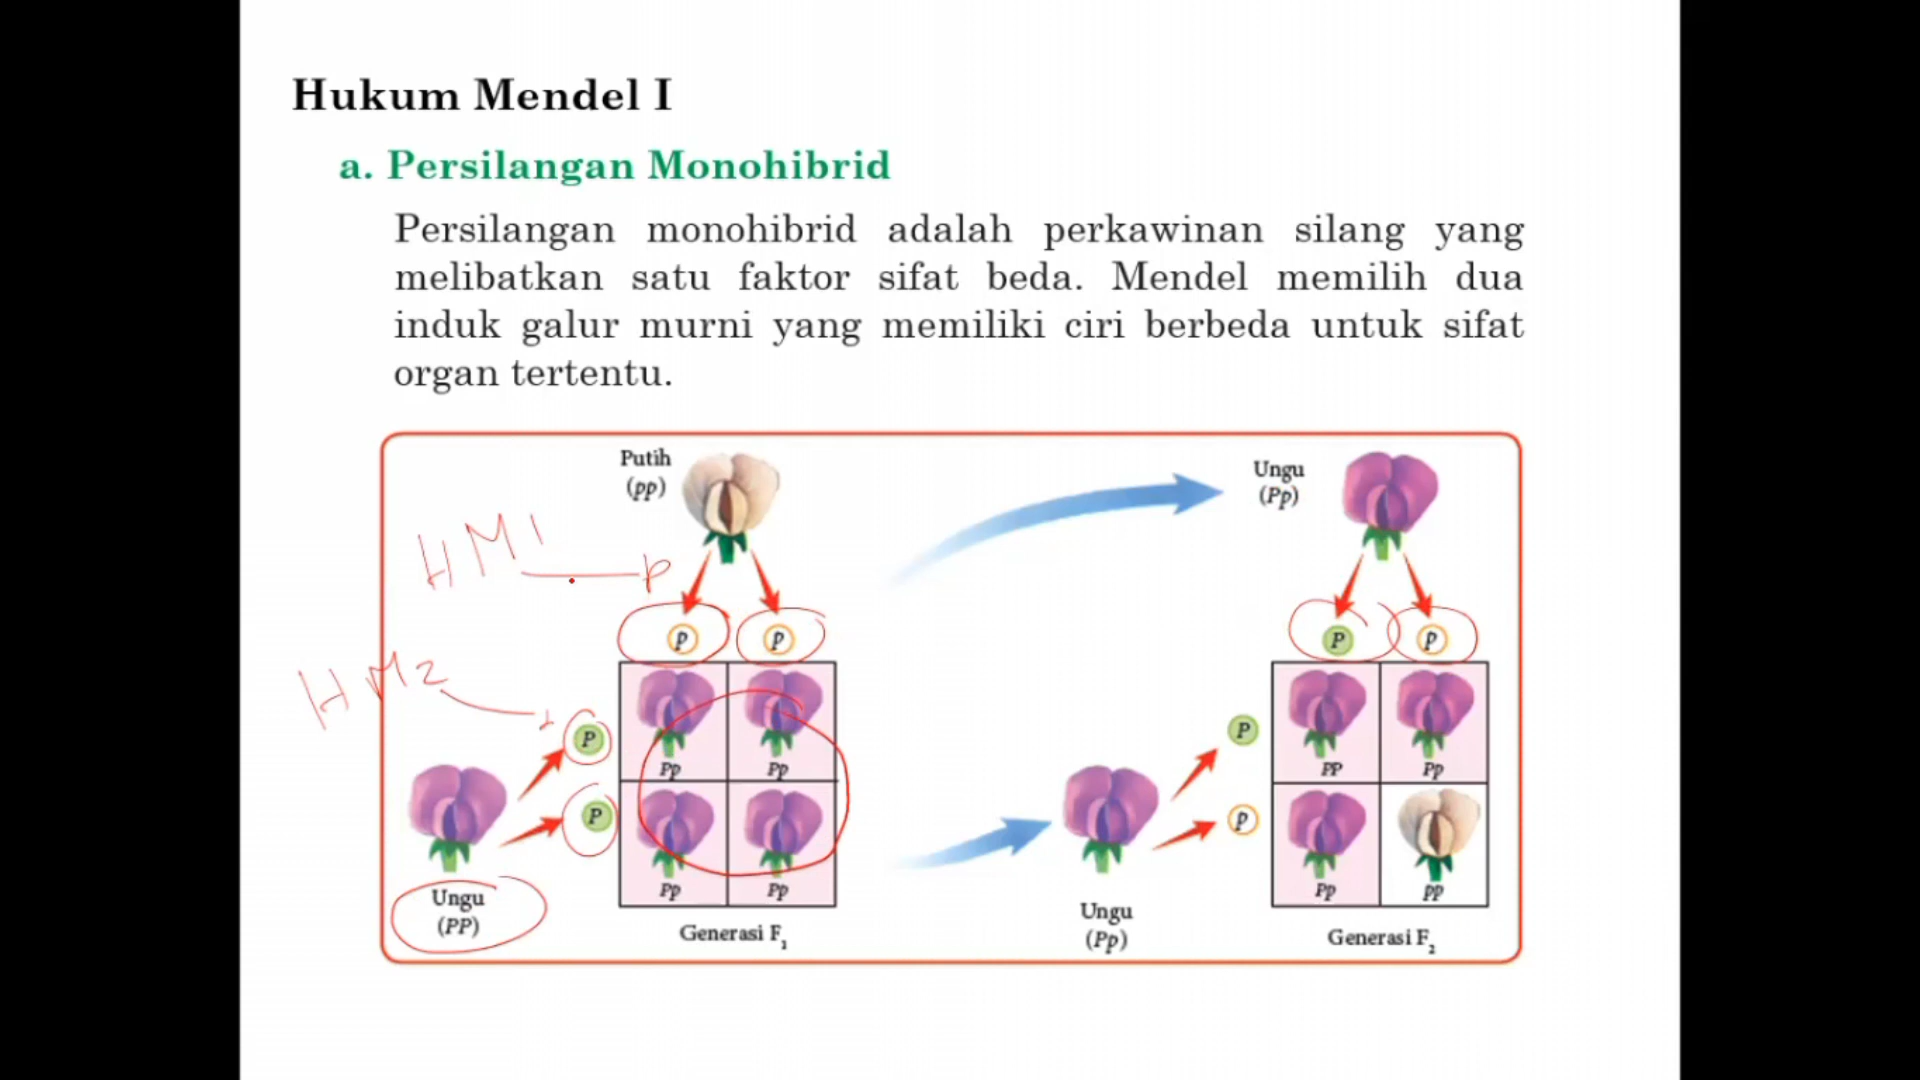 Hukum Mendel I
a. Persilangan Monohibrid
Persilangan monohibrid adalah perkawinan silang yang
melibatkan satu faktor sifat beda. Mendel memilih dua
induk galur murni yang memiliki ciri berbeda untuk sifat
organ tertentu.
Putih
(pp)
HM1
p
p
p
HM2
P
P
Pp
Pp
Pp
Pp
Ungu
(PP)
Generasi F₁
Ungu
(Pp)
P
p
P
p
PP
Pp
Pp
pp
Ungu
(Pp)
Generasi F₂